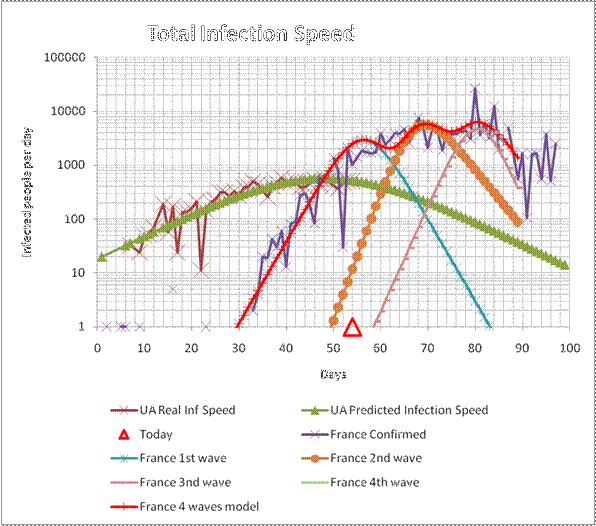 Total Infection Speed
Infected people per day
100000
10000
1000
100
10
1
0 10 20 30 40 50 60 70 80 90 100
Days
UA Real Inf Speed
UA Predicted Infection Speed
Today
France Confirmed
France 1st wave
France 2nd wave
France 3nd wave
France 4th wave
France 4 waves model